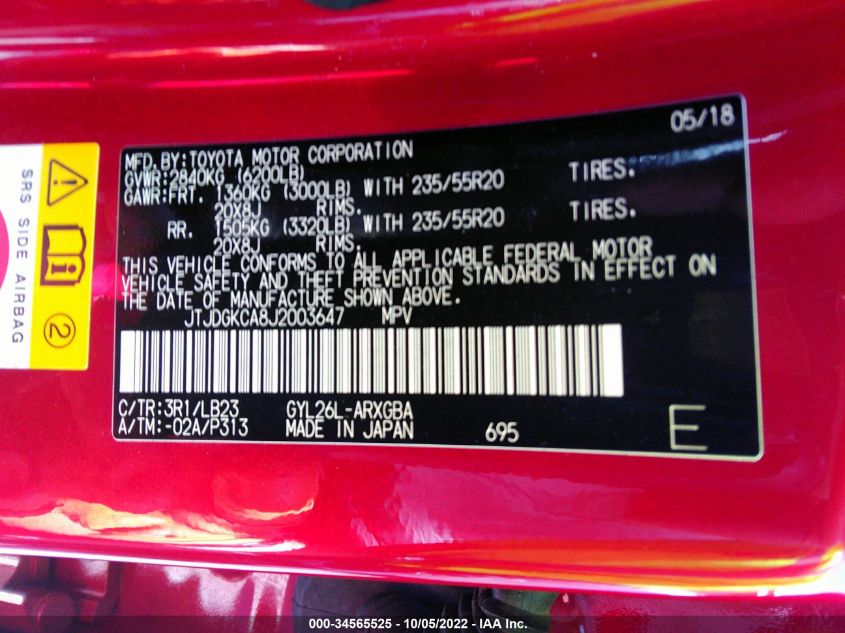 05/18
MFD. BY: TOYOTA MOTOR CORPORATION
GVWR: 2840KG (6200LB)
GAWR: FRT. 1360KG (3000LB) WITH 235/55R20 TIRES.
20X8J RIMS.
RR. 1505KG (3320LB) WITH 235/55R20 TIRES.
20X8J RIMS.
THIS VEHICLE CONFORMS TO ALL APPLICABLE FEDERAL MOTOR
VEHICLE SAFETY AND THEFT PREVENTION STANDARDS IN EFFECT ON
THE DATE OF MANUFACTURE SHOWN ABOVE.
JTJDGKCA8J2003647 MPV
C/TR: 3R1/LB23 GYL26L-ARXGBA
A/TM: -02A/P313 MADE IN JAPAN 695 E
SRS SIDE AIRBAG
2
000-34565525 - 10/05/2022 - IAA Inc.